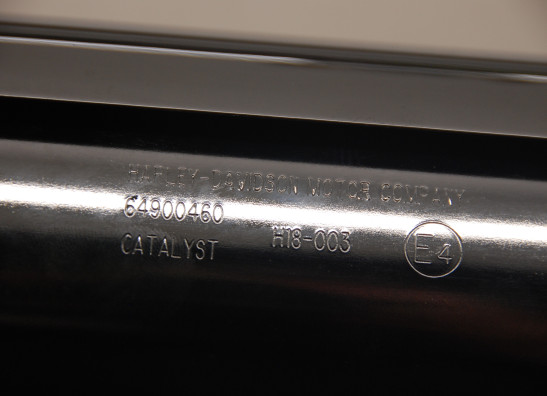 HARLEY-DAVIDSON MOTOR COMPANY
64900460
CATALYST H18-003 E4